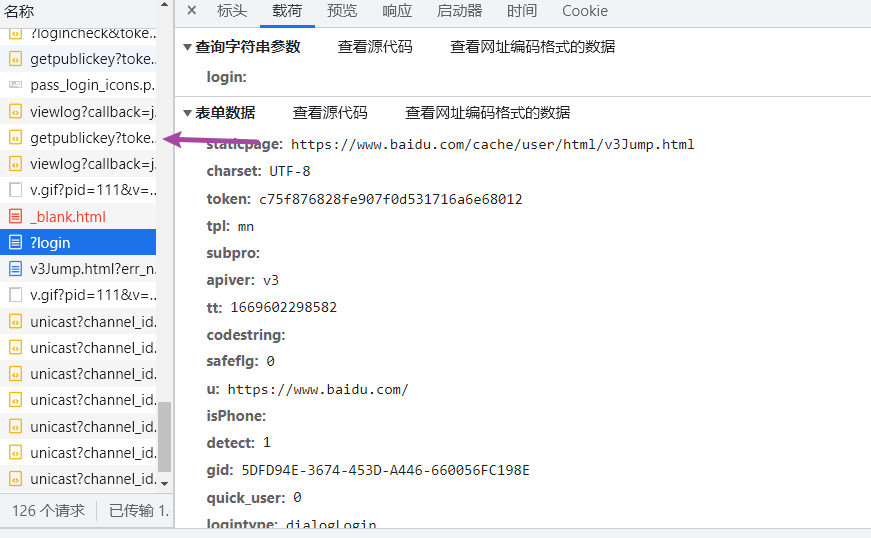 名称
?logincheck&toke...
getpublickey?toke...
pass_login_icons.p...
viewlog?callback=j...
getpublickey?toke...
viewlog?callback=j...
v.gif?pid=111&v=...
_blank.html
?login
v3Jump.html?err_n...
v.gif?pid=111&v=...
unicast?channel_id...
unicast?channel_id...
unicast?channel_id...
unicast?channel_id...
unicast?channel_id...
unicast?channel_id...
unicast?channel_id...
126 个请求 已传输 1.
× 标头 载荷 预览 响应 启动器 时间 Cookie
▼查询字符串参数 查看源代码 查看网址编码格式的数据
login:
▼表单数据 查看源代码 查看网址编码格式的数据
staticpage: https://www.baidu.com/cache/user/html/v3Jump.html
charset: UTF-8
token: c75f876828fe907f0d531716a6e68012
tpl: mn
subpro:
apiver: v3
tt: 1669602298582
codestring:
safeflg: 0
u: https://www.baidu.com/
isPhone:
detect: 1
gid: 5DFD94E-3674-453D-A446-660056FC198E
quick_user: 0
logintype: dialogLogin